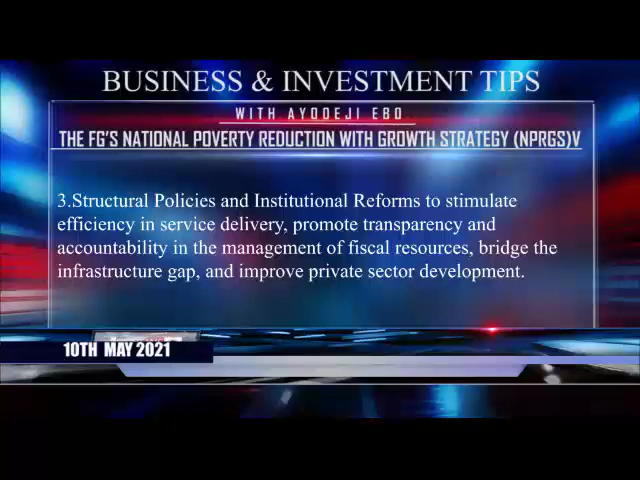 BUSINESS & INVESTMENT TIPS
WITH AYODEJI EBO
THE FG'S NATIONAL POVERTY REDUCTION WITH GROWTH STRATEGY (NPRGS)V
3.Structural Policies and Institutional Reforms to stimulate
efficiency in service delivery, promote transparency and
accountability in the management of fiscal resources, bridge the
infrastructure gap, and improve private sector development.
10TH MAY 2021